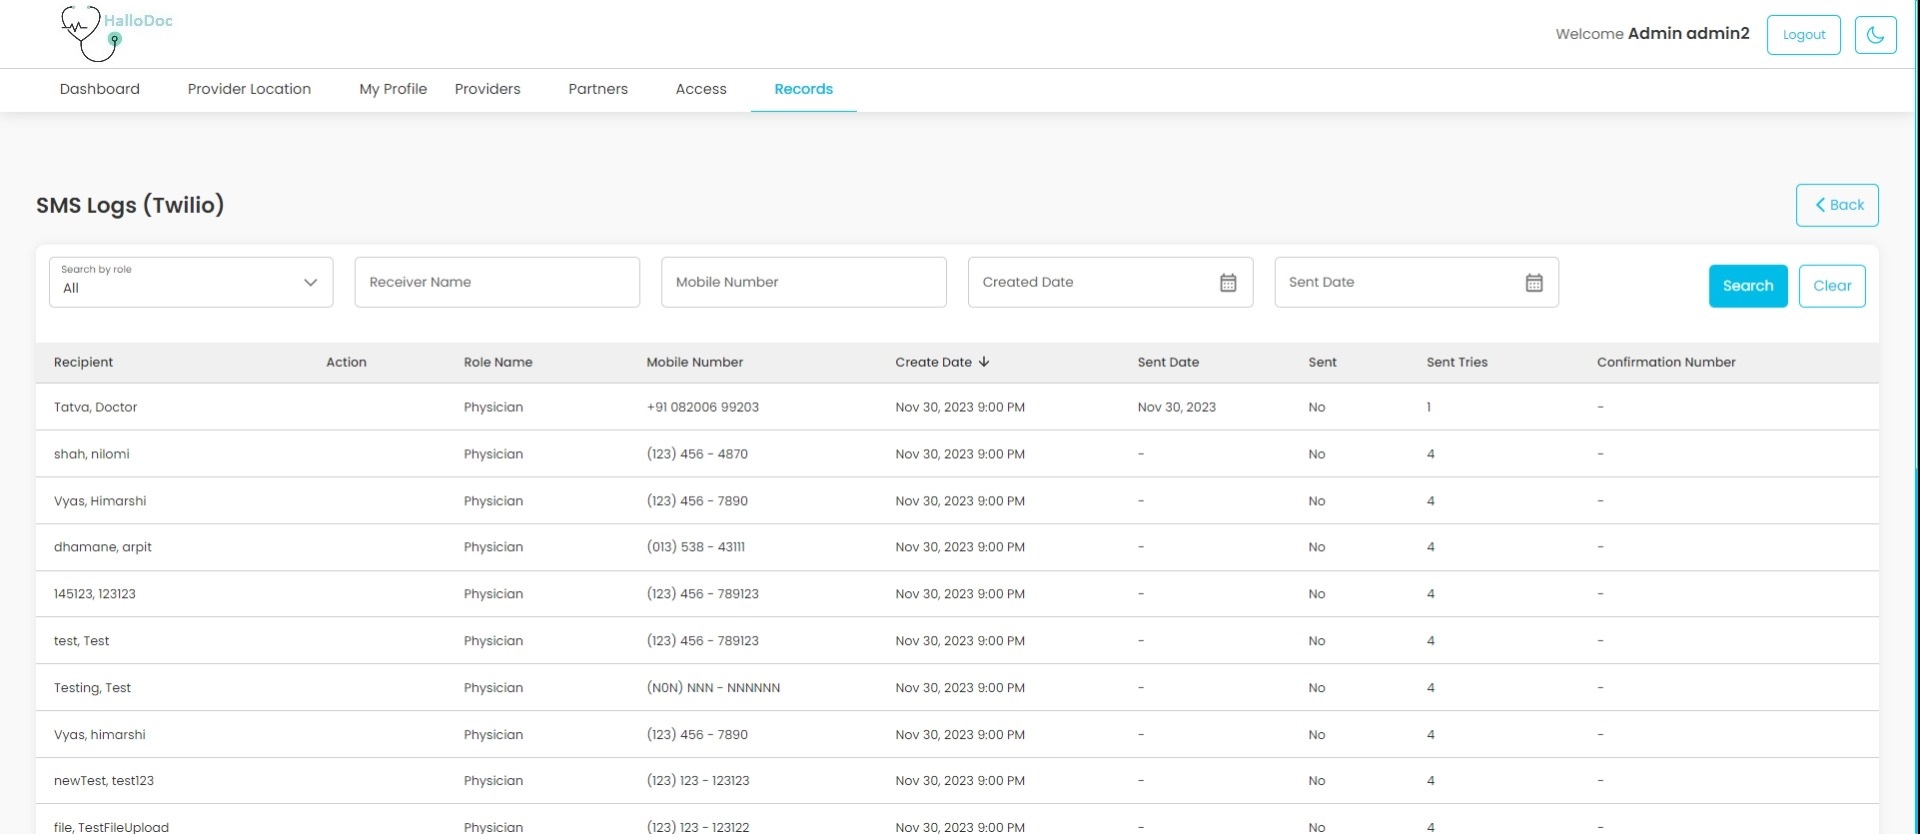 HalloDoc
Welcome Admin admin2 Logout
Dashboard Provider Location My Profile Providers Partners Access Records
SMS Logs (Twilio) Back
Search by role
All Receiver Name Mobile Number Created Date Sent Date Search Clear
Recipient Action Role Name Mobile Number Create Date Sent Date Sent Sent Tries Confirmation Number
Tatva, Doctor Physician +91 082006 99203 Nov 30, 2023 9:00 PM Nov 30, 2023 No 1 -
shah, nilomi Physician (123) 456 - 4870 Nov 30, 2023 9:00 PM - No 4 -
Vyas, Himarshi Physician (123) 456 - 7890 Nov 30, 2023 9:00 PM - No 4 -
dhamane, arpit Physician (013) 538 - 43111 Nov 30, 2023 9:00 PM - No 4 -
145123, 123123 Physician (123) 456 - 789123 Nov 30, 2023 9:00 PM - No 4 -
test, Test Physician (123) 456 - 789123 Nov 30, 2023 9:00 PM - No 4 -
Testing, Test Physician (N0N) NNN - NNNNNN Nov 30, 2023 9:00 PM - No 4 -
Vyas, himarshi Physician (123) 456 - 7890 Nov 30, 2023 9:00 PM - No 4 -
newTest, test123 Physician (123) 123 - 123123 Nov 30, 2023 9:00 PM - No 4 -
file, TestFileUpload Physician (123) 123 - 123122 Nov 30, 2023 9:00 PM - No 4 -